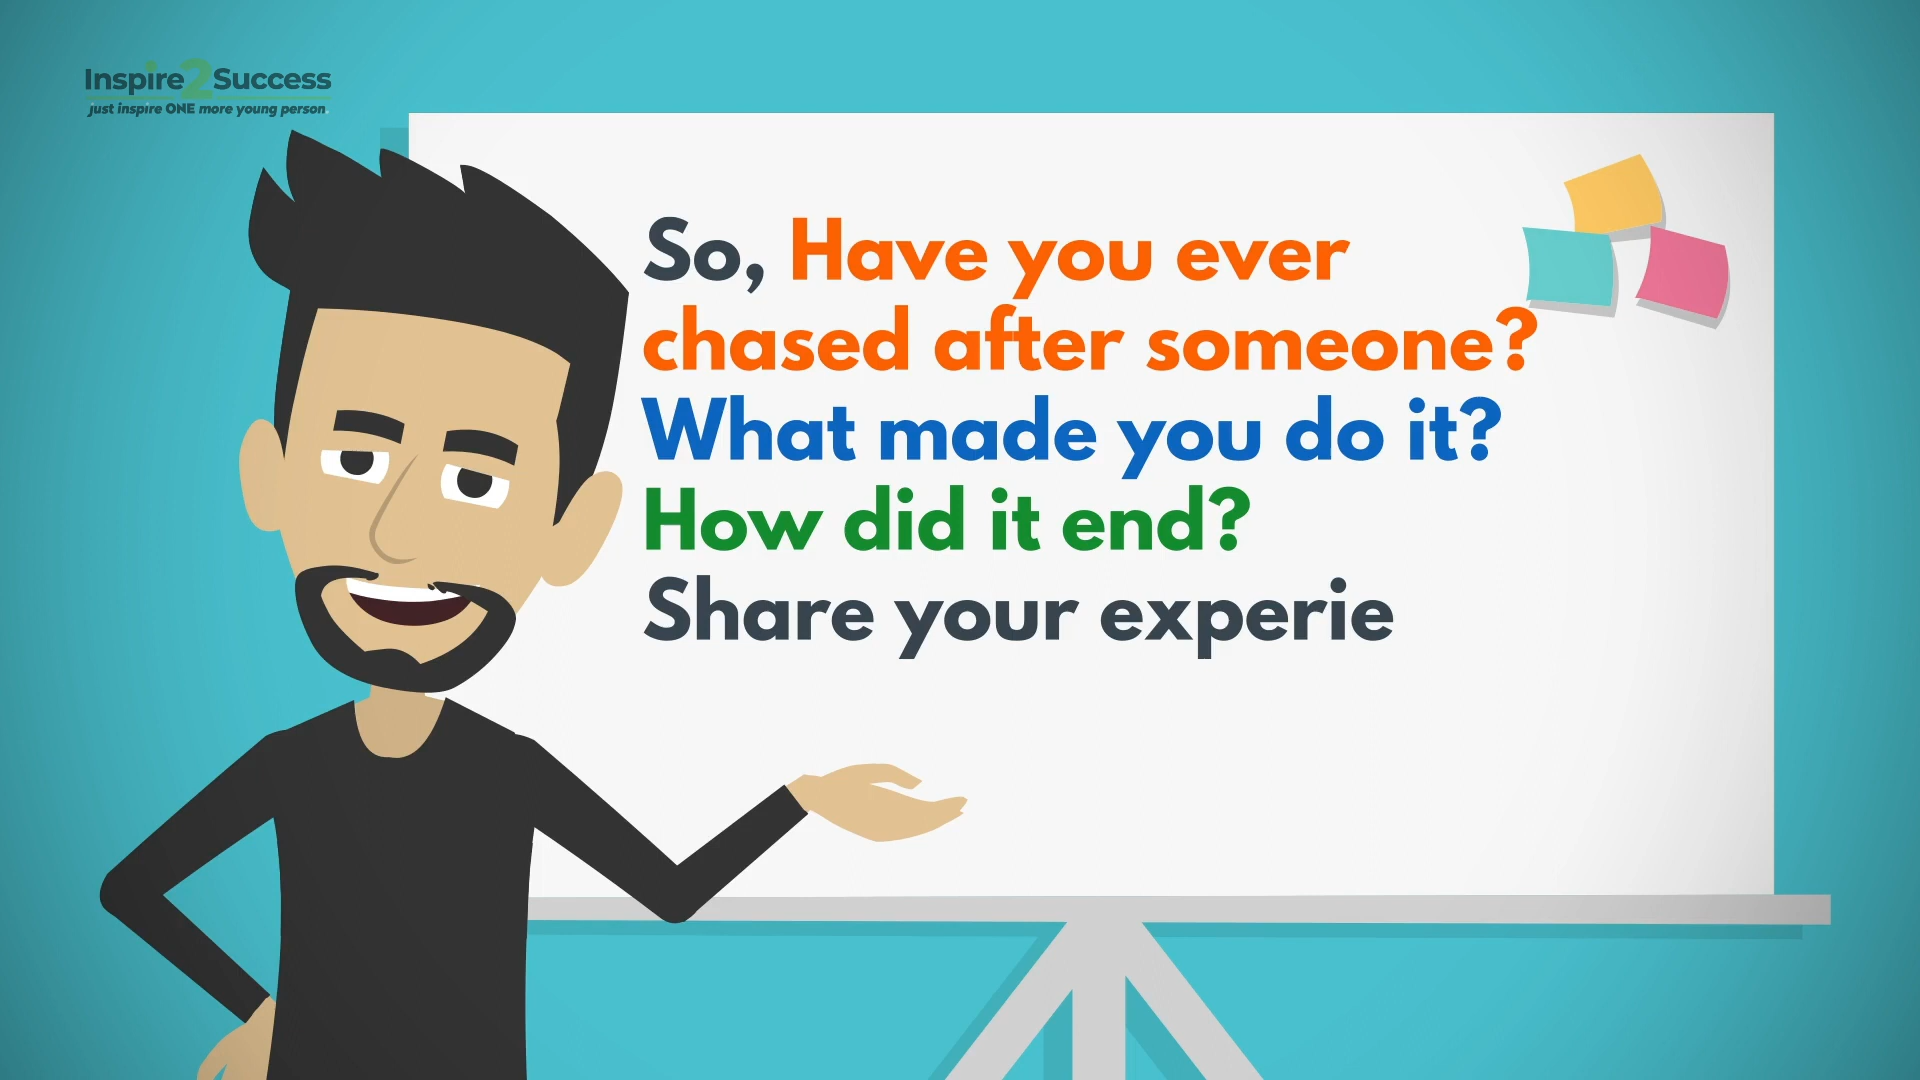 Inspire2Success
just inspire ONE more young person.
So, Have you ever
chased after someone?
What made you do it?
How did it end?
Share your experie